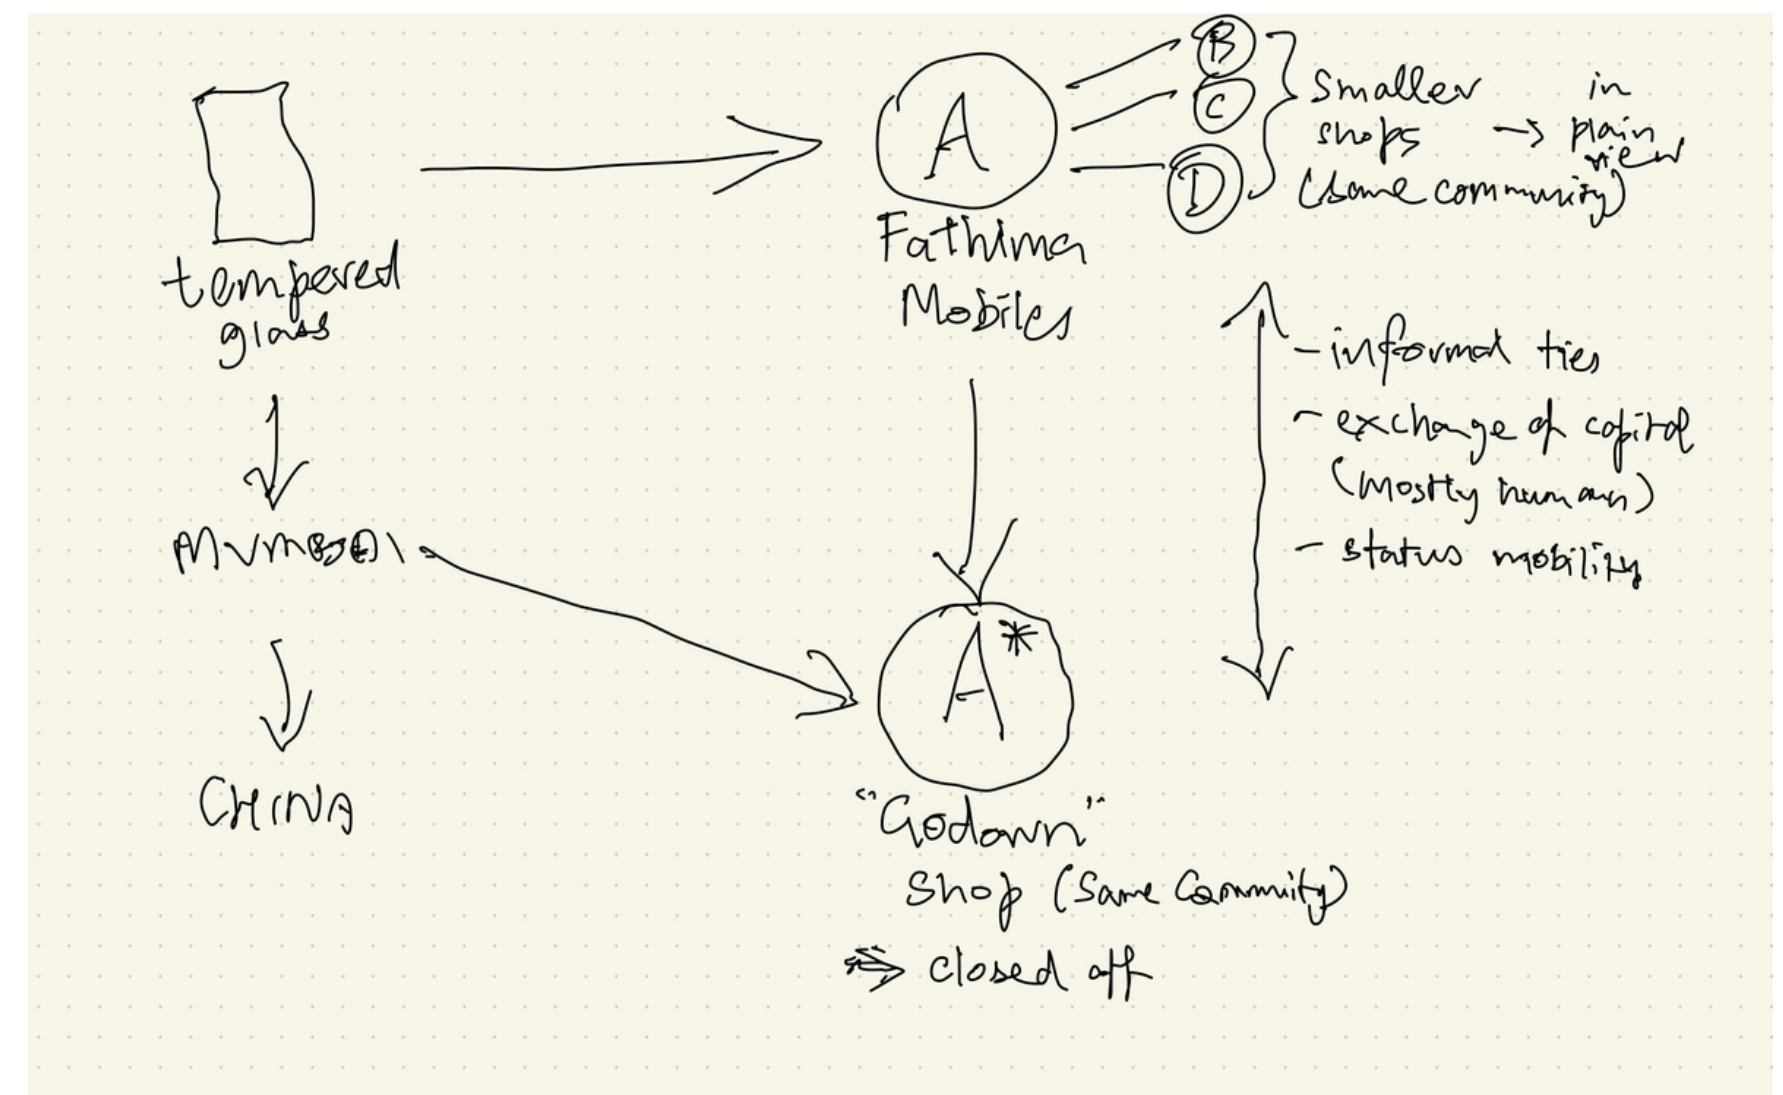 B
C
D
smaller
shops → in plain view
(same community)
A
Fathima
Mobiles
tempered
glass
- informal ties
- exchange of capital
(mostly human)
- status mobility
MUMBAI
A*
CHINA
"Godown"
Shop (Same Community)
⇒ closed off